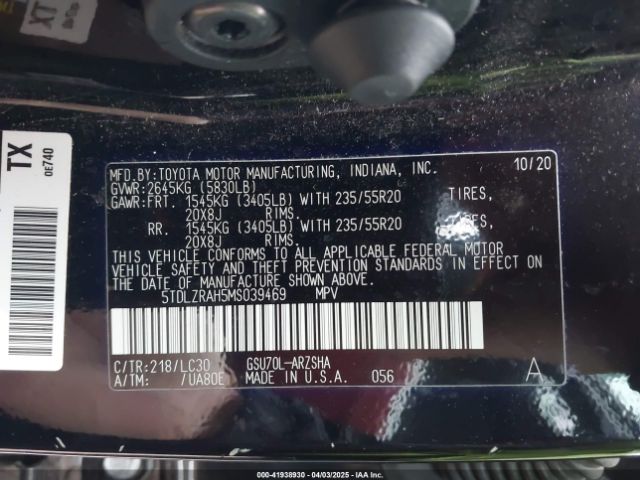 XT
TX
0E740
MFD.BY:TOYOTA MOTOR MANUFACTURING, INDIANA, INC. 10/20
GVWR:2645KG (5830LB)
GAWR:FRT. 1545KG (3405LB) WITH 235/55R20 TIRES,
20X8J RIMS.
RR. 1545KG (3405LB) WITH 235/55R20
20X8J RIMS.
THIS VEHICLE CONFORMS TO ALL APPLICABLE FEDERAL MOTOR
VEHICLE SAFETY AND THEFT PREVENTION STANDARDS IN EFFECT ON
THE DATE OF MANUFACTURE SHOWN ABOVE.
5TDLZRAH5MS039469 MPV
C/TR:218/LC30 GSU70L-ARZSHA
A/TM: /UA80E MADE IN U.S.A. 056 A
000-41938930 - 04/03/2025 - Copyright IAA, LLC.